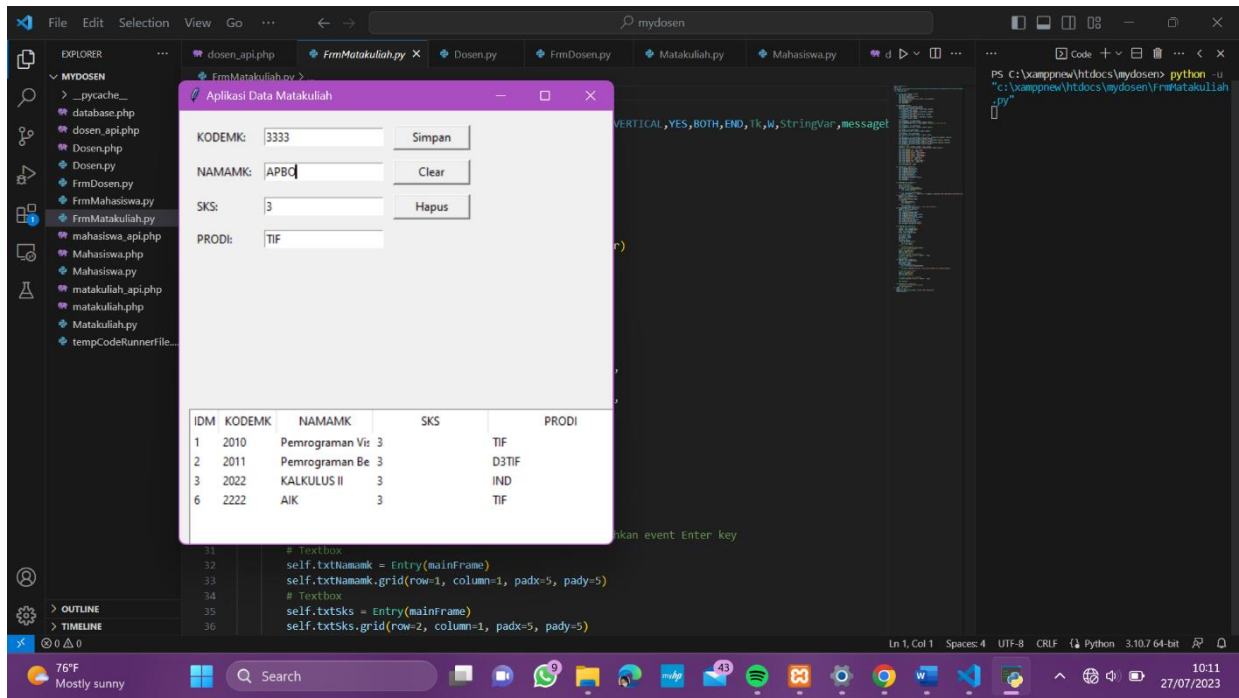 File Edit Selection View Go ··· mydosen
EXPLORER ···
MYDOSEN
__pycache__
database.php
dosen_api.php
Dosen.php
Dosen.py
FrmDosen.py
FrmMahasiswa.py
FrmMatakuliah.py
mahasiswa_api.php
Mahasiswa.php
Mahasiswa.py
matakuliah_api.php
matakuliah.php
Matakuliah.py
tempCodeRunnerFile...
OUTLINE
TIMELINE
dosen_api.php FrmMatakuliah.py Dosen.py FrmDosen.py Matakuliah.py Mahasiswa.py d ···
FrmMatakuliah.py > ...
VERTICAL,YES,BOTH,END,Tk,W,StringVar,messageb
r)
,
,
hkan event Enter key
31 # Textbox
32 self.txtNamamk = Entry(mainFrame)
33 self.txtNamamk.grid(row=1, column=1, padx=5, pady=5)
34 # Textbox
35 self.txtSks = Entry(mainFrame)
36 self.txtSks.grid(row=2, column=1, padx=5, pady=5)
Aplikasi Data Matakuliah
KODEMK: 3333 Simpan
NAMAMK: APBO Clear
SKS: 3 Hapus
PRODI: TIF
IDM KODEMK NAMAMK SKS PRODI
1 2010 Pemrograman Vis 3 TIF
2 2011 Pemrograman Be 3 D3TIF
3 2022 KALKULUS II 3 IND
6 2222 AIK 3 TIF
··· Code ···
PS C:\xamppnew\htdocs\mydosen> python -u
"c:\xamppnew\htdocs\mydosen\FrmMatakuliah
.py"
0 0 Ln 1, Col 1 Spaces: 4 UTF-8 CRLF Python 3.10.7 64-bit
76°F
Mostly sunny
Search
9
myhp
43
10:11
27/07/2023